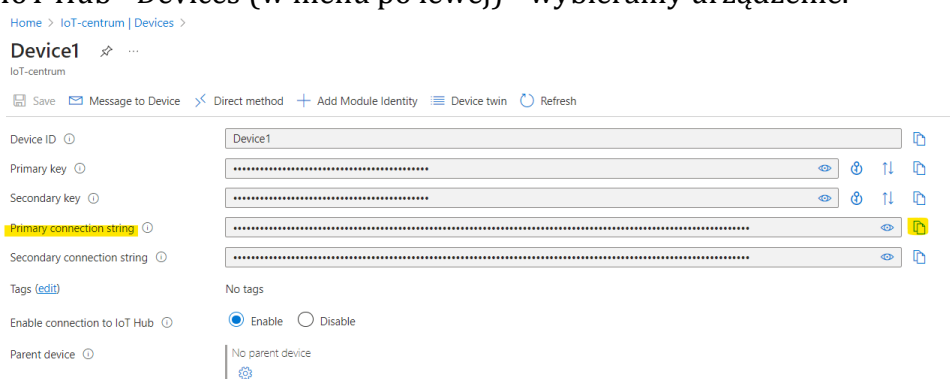 IoT Hub - Devices (w menu po lewej) - wybieramy urządzenie.
Home > IoT-centrum | Devices >
Device1
IoT-centrum
Save Message to Device Direct method Add Module Identity Device twin Refresh
Device ID Device1
Primary key
Secondary key
Primary connection string
Secondary connection string
Tags (edit) No tags
Enable connection to IoT Hub Enable Disable
Parent device No parent device